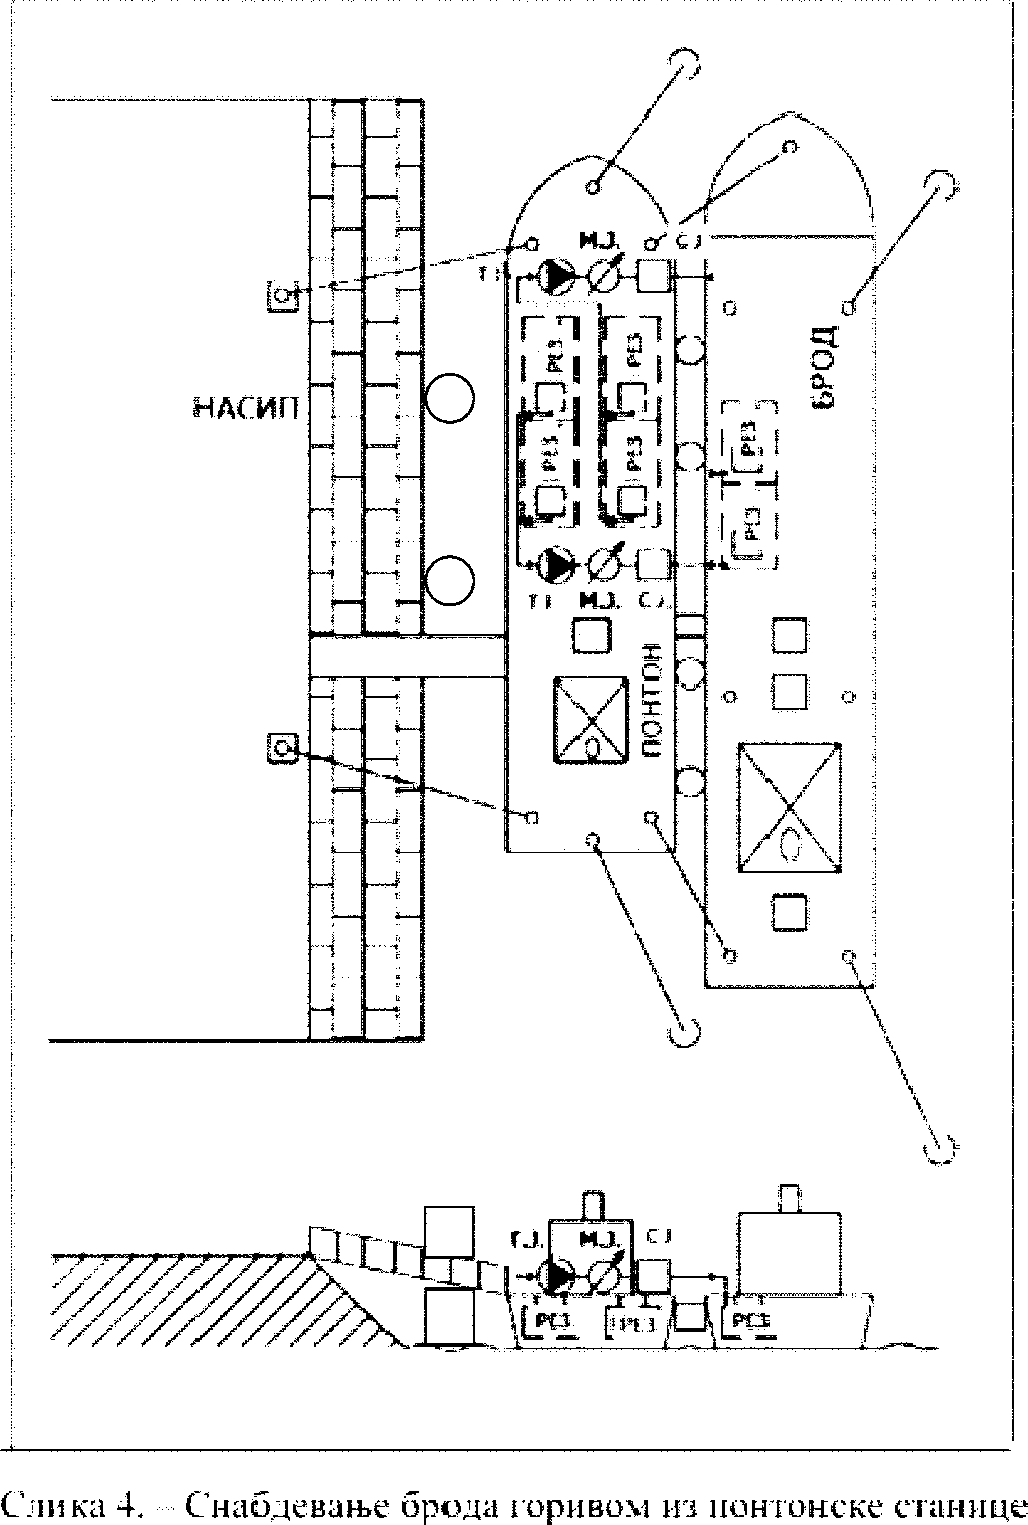 М.Ј.
С.Ј.
Т.Ј.
РЕЗ
РЕЗ
БРОД
НАСИП
РЕЗ
РЕЗ
РЕЗ
РЕЗ
Т.Ј.
М.Ј.
С.Ј.
ПОНТОН
Т.Ј.
М.Ј.
С.Ј.
РЕЗ
РЕЗ
РЕЗ
Слика 4. – Снабдевање брода горивом из понтонске станице